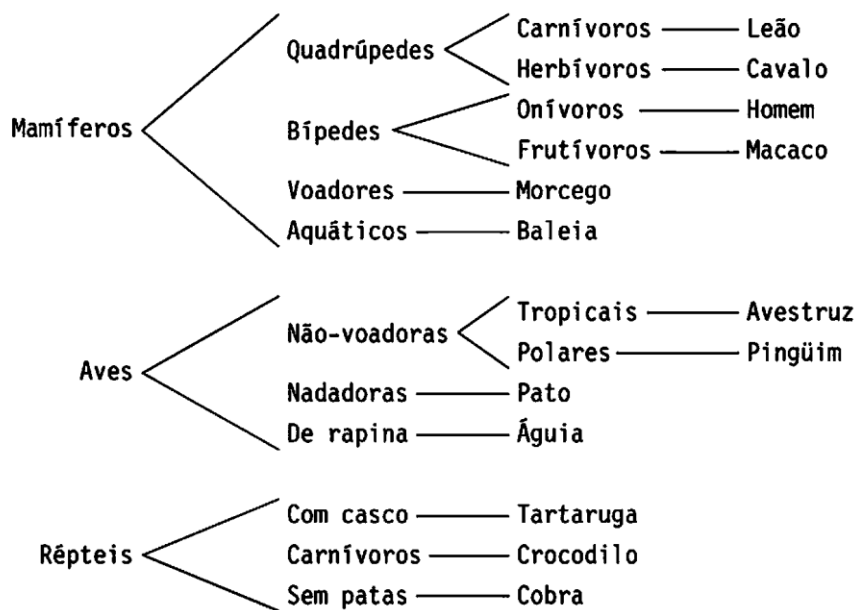 Carnívoros Leão
Quadrúpedes
Herbívoros Cavalo
Onívoros Homem
Mamíferos Bípedes
Frutívoros Macaco
Voadores Morcego
Aquáticos Baleia
Tropicais Avestruz
Não-voadoras
Polares Pingüim
Aves
Nadadoras Pato
De rapina Águia
Com casco Tartaruga
Répteis Carnívoros Crocodilo
Sem patas Cobra